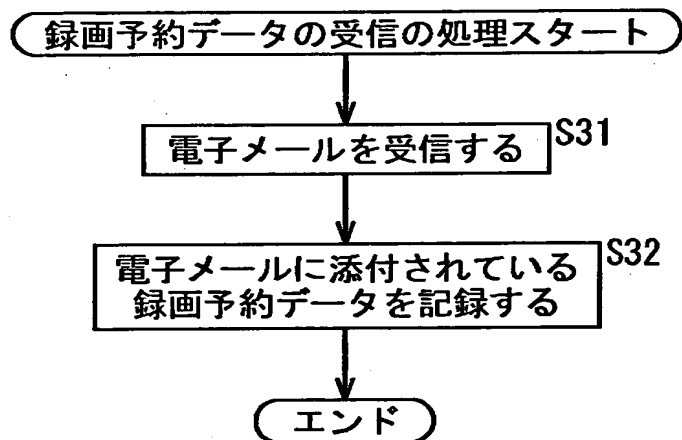 録画予約データの受信の処理スタート
電子メールを受信する
S31
電子メールに添付されている
S32
録画予約データを記録する
エンド